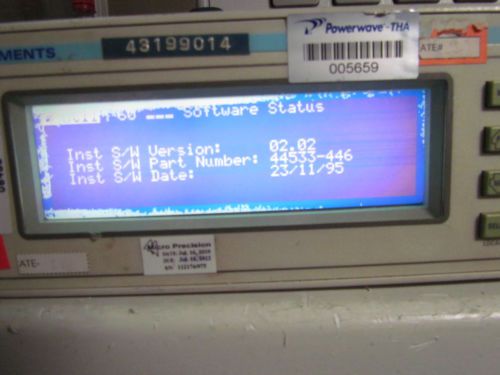 MENTS
43199014
Powerwave-THA
005659
ATE#
60 --- Software Status
Inst S/W Version: 02.02
Inst S/W Part Number: 44533-446
Inst S/W Date: 23/11/95
ATE-
Micro Precision